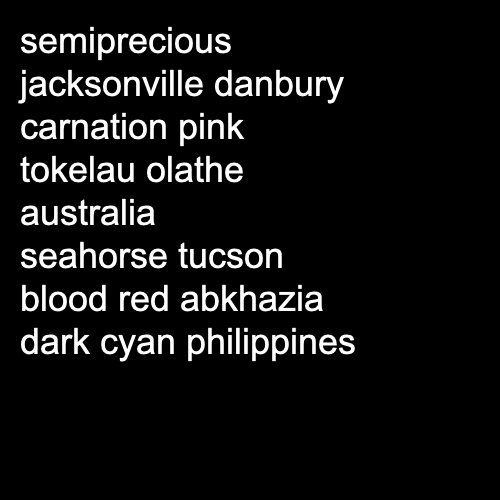 semiprecious
jacksonville danbury
carnation pink
tokelau olathe
australia
seahorse tucson
blood red abkhazia
dark cyan philippines